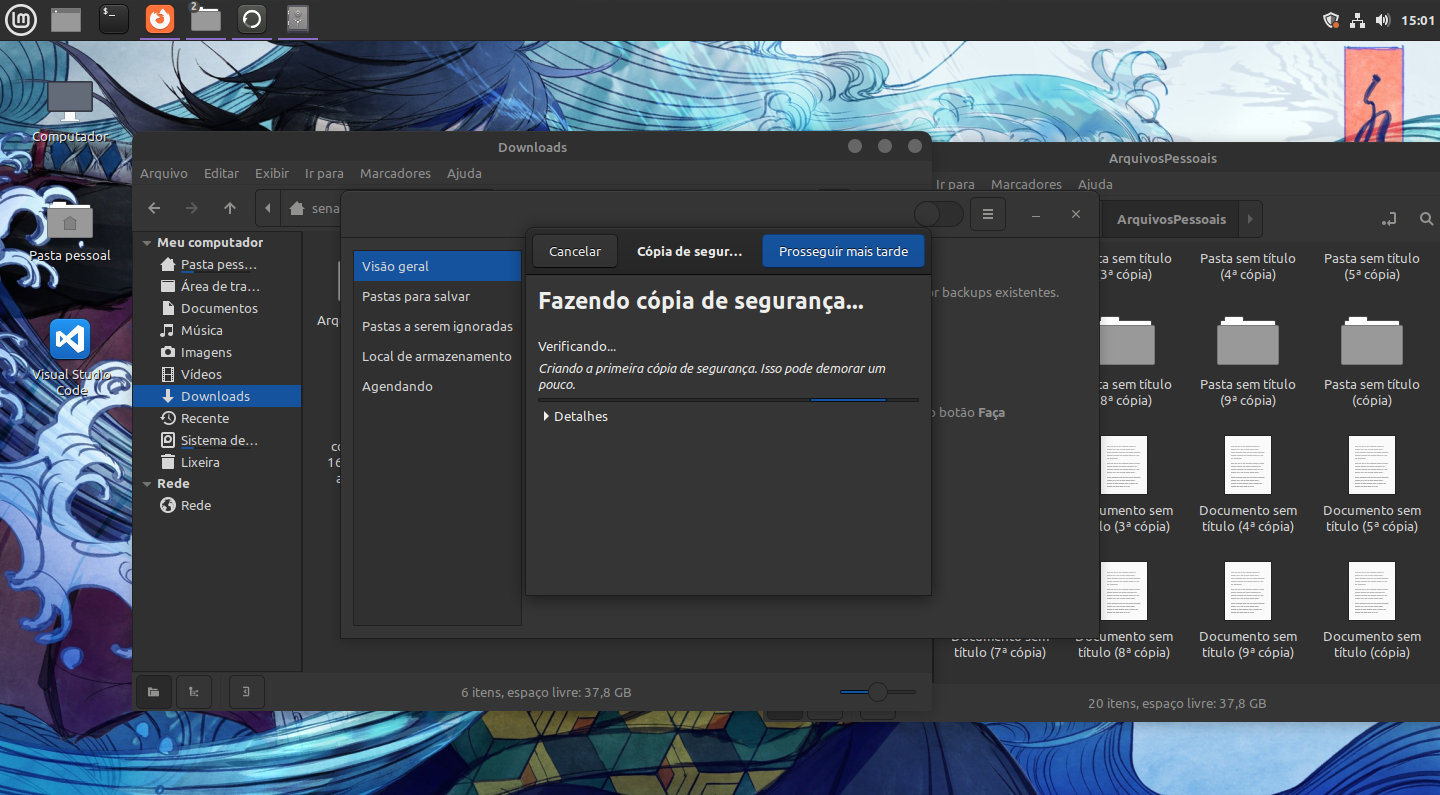 2
15:01
Computador
Pasta pessoal
Visual Studio
Code
Downloads
Arquivo Editar Exibir Ir para Marcadores Ajuda
sena
Meu computador
Pasta pess...
Área de tra...
Documentos
Música
Imagens
Vídeos
Downloads
Recente
Sistema de...
Lixeira
Rede
Rede
6 itens, espaço livre: 37,8 GB
Visão geral
Pastas para salvar
Pastas a serem ignoradas
Local de armazenamento
Agendando
backups existentes.
botão Faça
Cancelar
Cópia de segur...
Prosseguir mais tarde
Fazendo cópia de segurança...
Verificando...
Criando a primeira cópia de segurança. Isso pode demorar um
pouco.
Detalhes
ArquivosPessoais
Ir para Marcadores Ajuda
ArquivosPessoais
Pasta sem título Pasta sem título Pasta sem título
(3ª cópia) (4ª cópia) (5ª cópia)
Pasta sem título Pasta sem título Pasta sem título
(8ª cópia) (9ª cópia) (cópia)
Documento sem Documento sem Documento sem
título (3ª cópia) título (4ª cópia) título (5ª cópia)
Documento sem Documento sem Documento sem Documento sem
título (7ª cópia) título (8ª cópia) título (9ª cópia) título (cópia)
20 itens, espaço livre: 37,8 GB